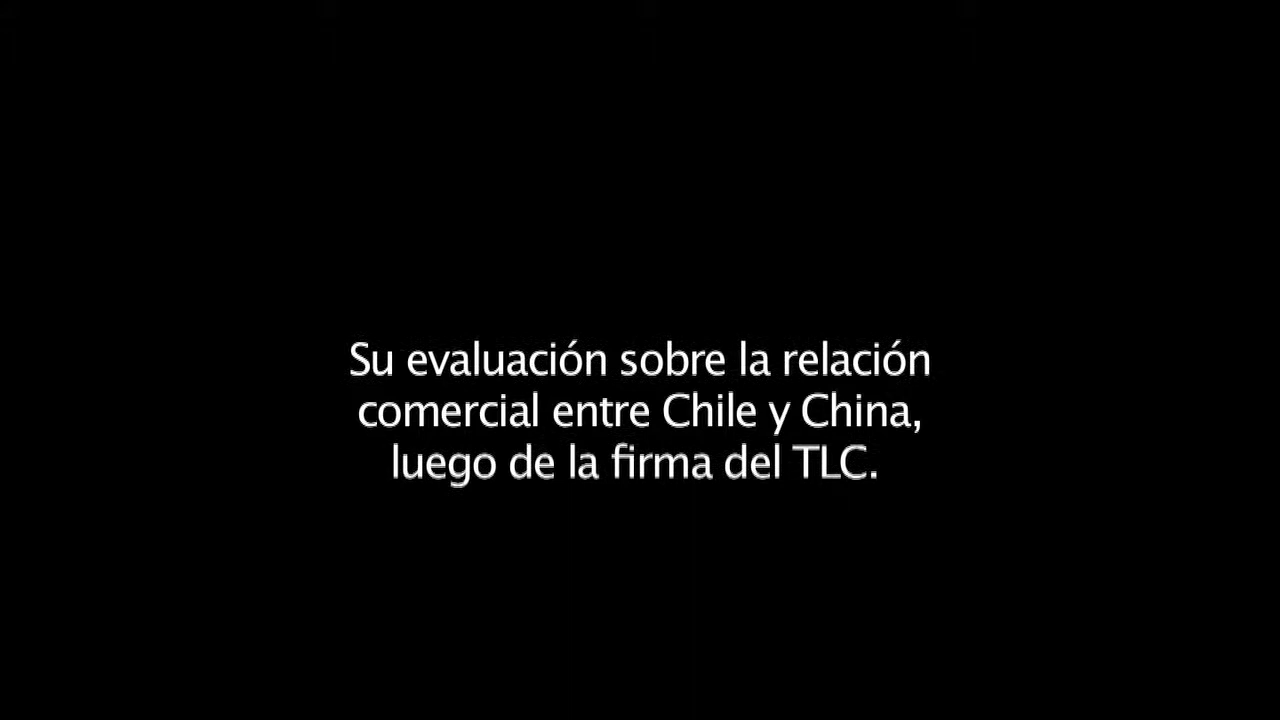 Su evaluación sobre la relación
comercial entre Chile y China,
luego de la firma del TLC.